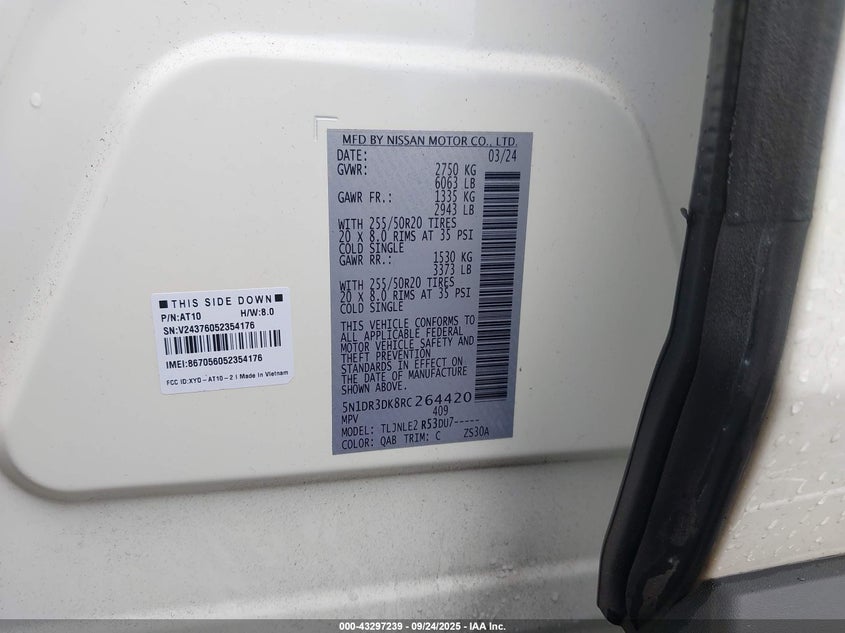 MFD BY NISSAN MOTOR CO., LTD.
DATE: 03/24
GVWR: 2750 KG
6063 LB
GAWR FR.: 1335 KG
2943 LB
WITH 255/50R20 TIRES
20 X 8.0 RIMS AT 35 PSI
COLD SINGLE
GAWR RR.: 1530 KG
3373 LB
WITH 255/50R20 TIRES
20 X 8.0 RIMS AT 35 PSI
COLD SINGLE
THIS VEHICLE CONFORMS TO
ALL APPLICABLE FEDERAL
MOTOR VEHICLE SAFETY AND
THEFT PREVENTION
STANDARDS IN EFFECT ON
THE DATE OF MANUFACTURE
SHOWN ABOVE.
5N1DR3DK8RC264420
MPV 409
MODEL: TLJNLE2 R53DU7-----
COLOR: QAB TRIM: C ZS30A
■ THIS SIDE DOWN ■
P/N:AT10 H/W:8.0
SN:V24376052354176
IMEI:867056052354176
FCC ID:XYD-AT10-2 I Made in Vietnam
000-43297239 - 09/24/2025 - IAA Inc.